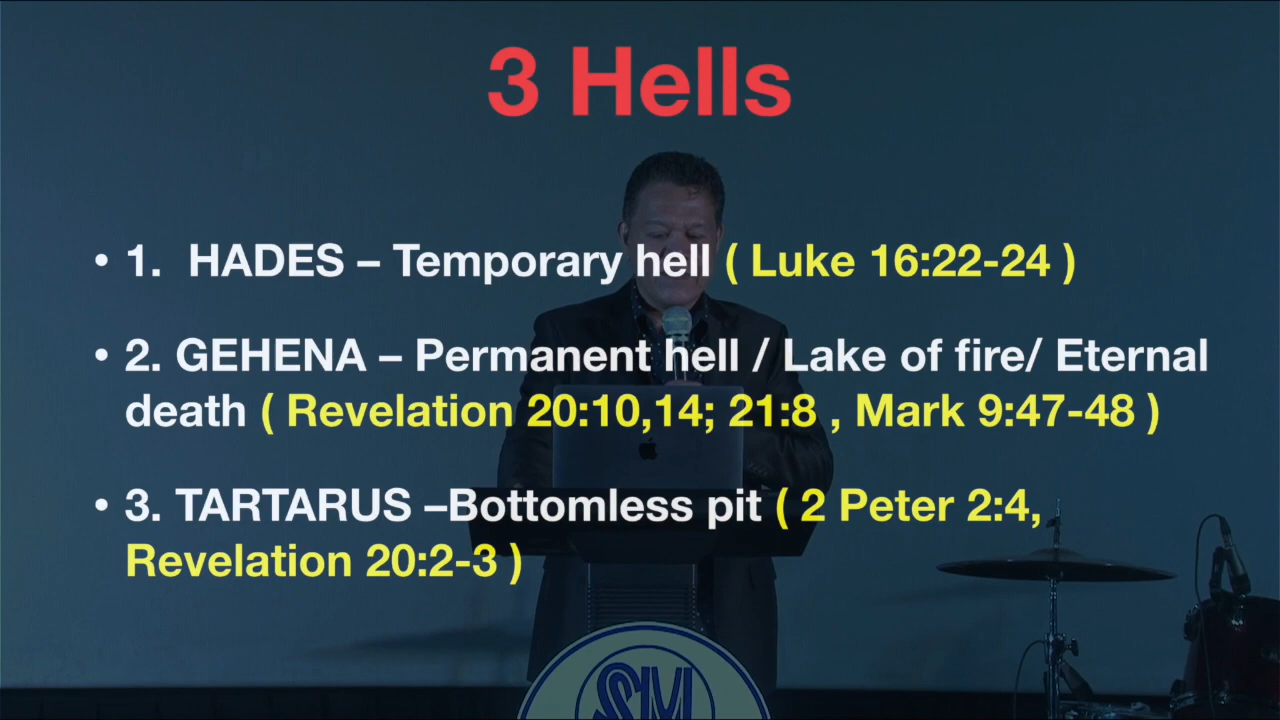 3 Hells
• 1. HADES – Temporary hell ( Luke 16:22-24 )
• 2. GEHENA – Permanent hell / Lake of fire/ Eternal
death ( Revelation 20:10,14; 21:8 , Mark 9:47-48 )
• 3. TARTARUS –Bottomless pit ( 2 Peter 2:4,
Revelation 20:2-3 )
SM